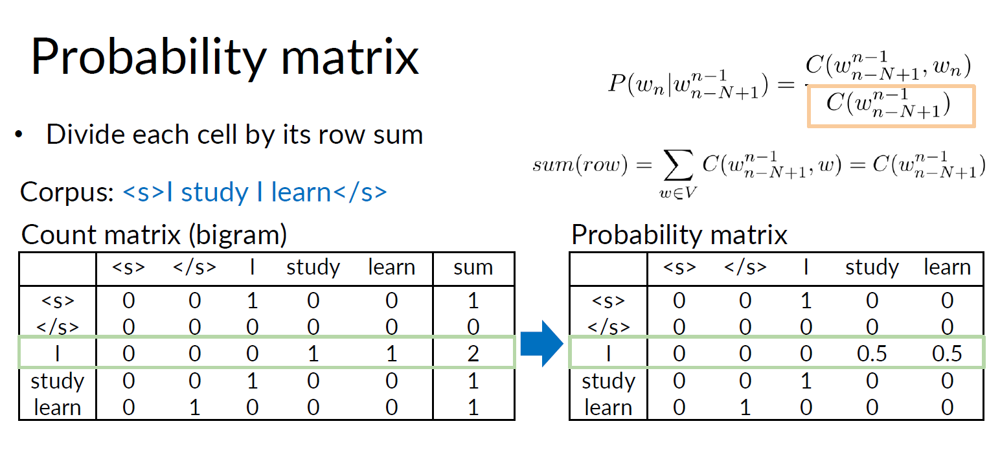 Probability matrix
P(w_n|w_{n-N+1}^{n-1}) = C(w_{n-N+1}^{n-1}, w_n) / C(w_{n-N+1}^{n-1})
• Divide each cell by its row sum
sum(row) = ∑_{w∈V} C(w_{n-N+1}^{n-1}, w) = C(w_{n-N+1}^{n-1})
Corpus: <s>I study I learn</s>
Count matrix (bigram)
<s> </s> I study learn sum
<s> 0 0 1 0 0 1
</s> 0 0 0 0 0 0
I 0 0 0 1 1 2
study 0 0 1 0 0 1
learn 0 1 0 0 0 1
Probability matrix
<s> </s> I study learn
<s> 0 0 1 0 0
</s> 0 0 0 0 0
I 0 0 0 0.5 0.5
study 0 0 1 0 0
learn 0 1 0 0 0